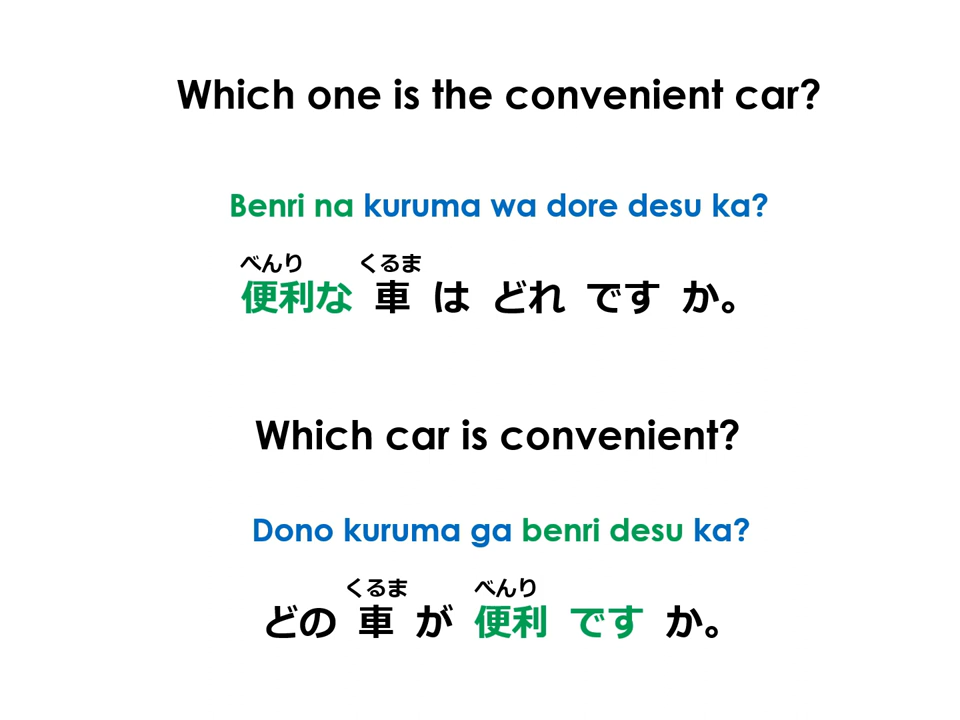 Which one is the convenient car?
Benri na kuruma wa dore desu ka?
べんり くるま
便利な 車 は どれ です か。
Which car is convenient?
Dono kuruma ga benri desu ka?
くるま べんり
どの 車 が 便利 です か。